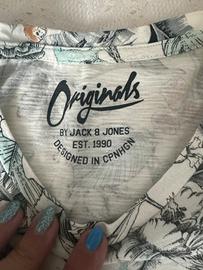 Originals
BY JACK & JONES
EST. 1990
DESIGNED IN CPNHGN